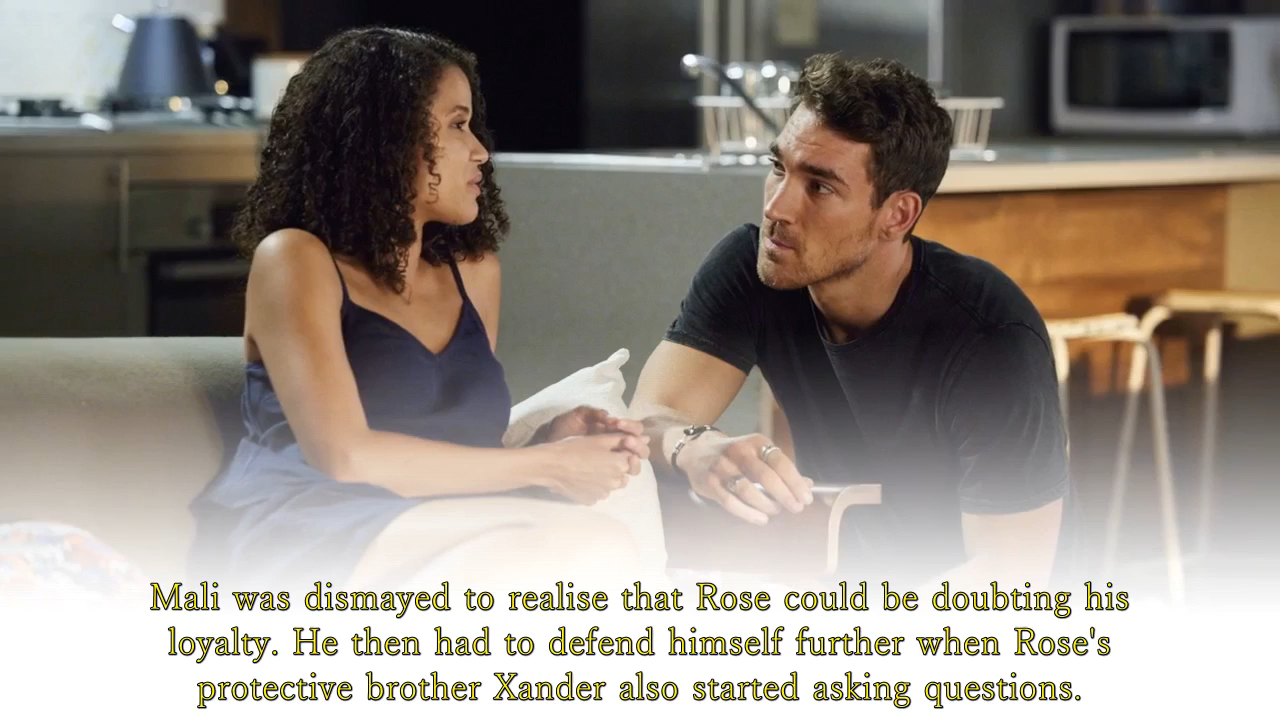 Mali was dismayed to realise that Rose could be doubting his
loyalty. He then had to defend himself further when Rose's
protective brother Xander also started asking questions.